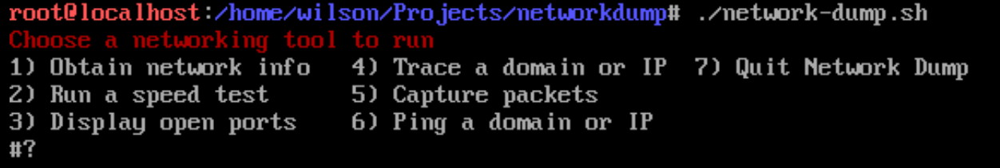 root@localhost:/home/wilson/Projects/networkdump# ./network-dump.sh
Choose a networking tool to run
1) Obtain network info   4) Trace a domain or IP  7) Quit Network Dump
2) Run a speed test      5) Capture packets
3) Display open ports    6) Ping a domain or IP
#?